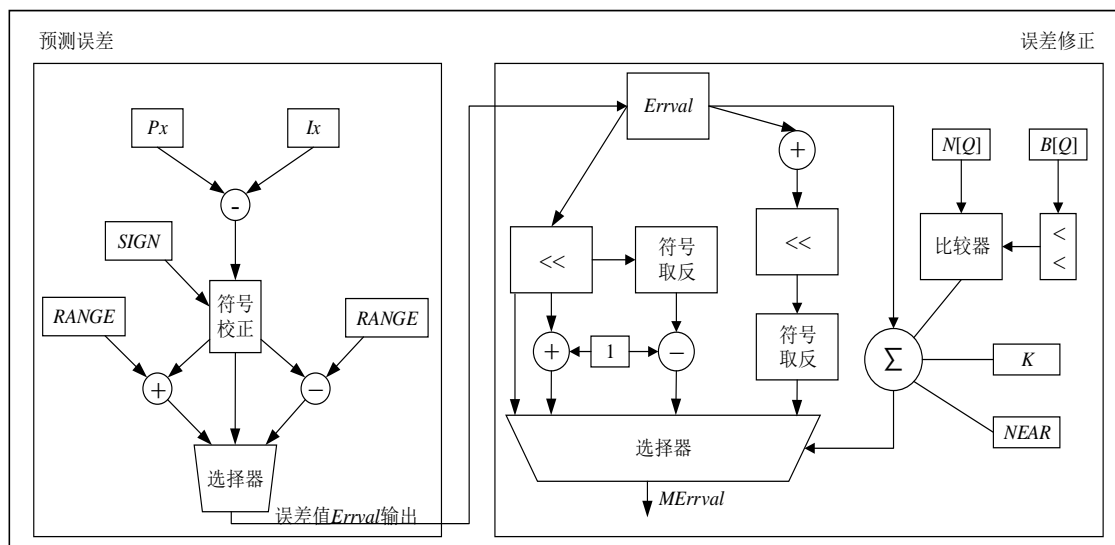 预测误差
误差修正
Px
Ix
-
SIGN
RANGE
符号
校正
RANGE
+
−
选择器
误差值Errval输出
Errval
+
N[Q]
B[Q]
<<
符号
取反
<<
比较器
<
<
+
1
−
符号
取反
Σ
K
NEAR
选择器
MErrval